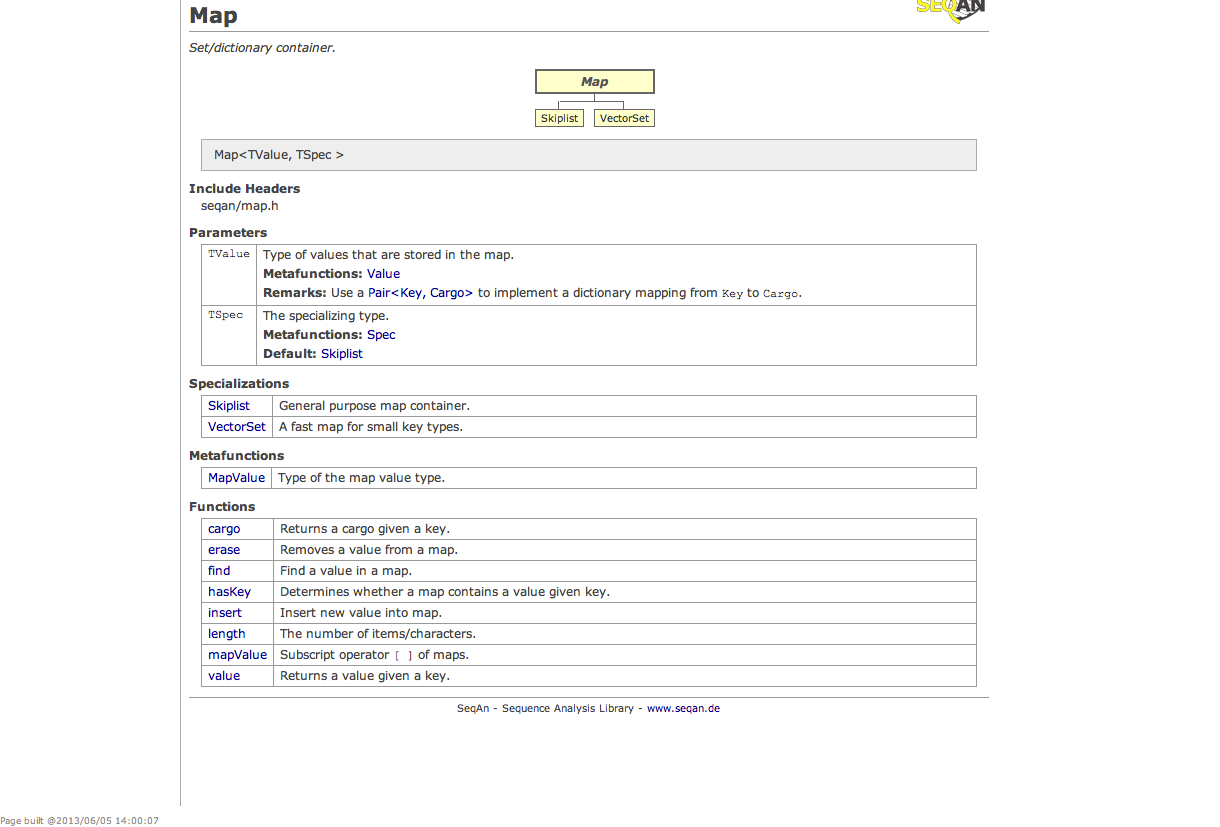 Map
SEQAN
Set/dictionary container.
Map
Skiplist VectorSet
Map<TValue, TSpec >
Include Headers
seqan/map.h
Parameters
TValue Type of values that are stored in the map.
Metafunctions: Value
Remarks: Use a Pair<Key, Cargo> to implement a dictionary mapping from Key to Cargo.
TSpec The specializing type.
Metafunctions: Spec
Default: Skiplist
Specializations
Skiplist General purpose map container.
VectorSet A fast map for small key types.
Metafunctions
MapValue Type of the map value type.
Functions
cargo Returns a cargo given a key.
erase Removes a value from a map.
find Find a value in a map.
hasKey Determines whether a map contains a value given key.
insert Insert new value into map.
length The number of items/characters.
mapValue Subscript operator [ ] of maps.
value Returns a value given a key.
SeqAn - Sequence Analysis Library - www.seqan.de
Page built @2013/06/05 14:00:07